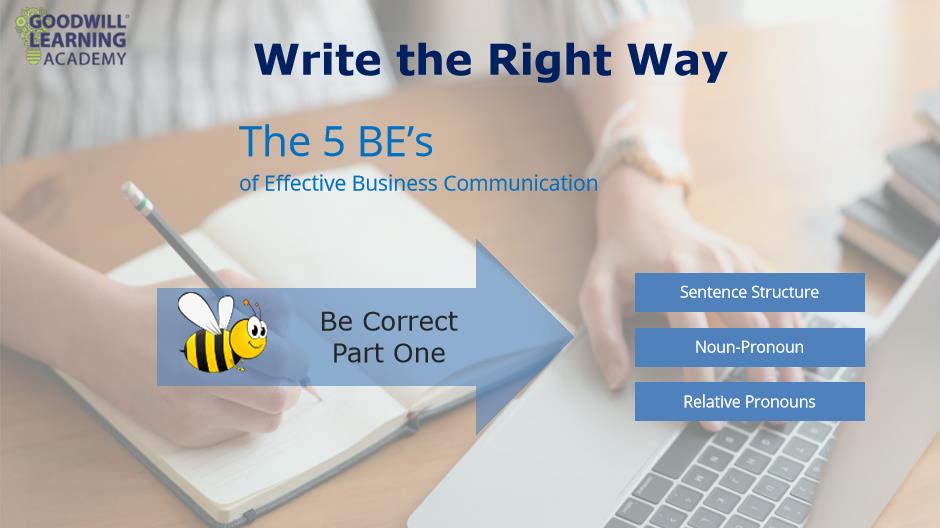 GOODWILL®
LEARNING
ACADEMY
Write the Right Way
The 5 BE’s
of Effective Business Communication
Be Correct
Part One
Sentence Structure
Noun-Pronoun
Relative Pronouns